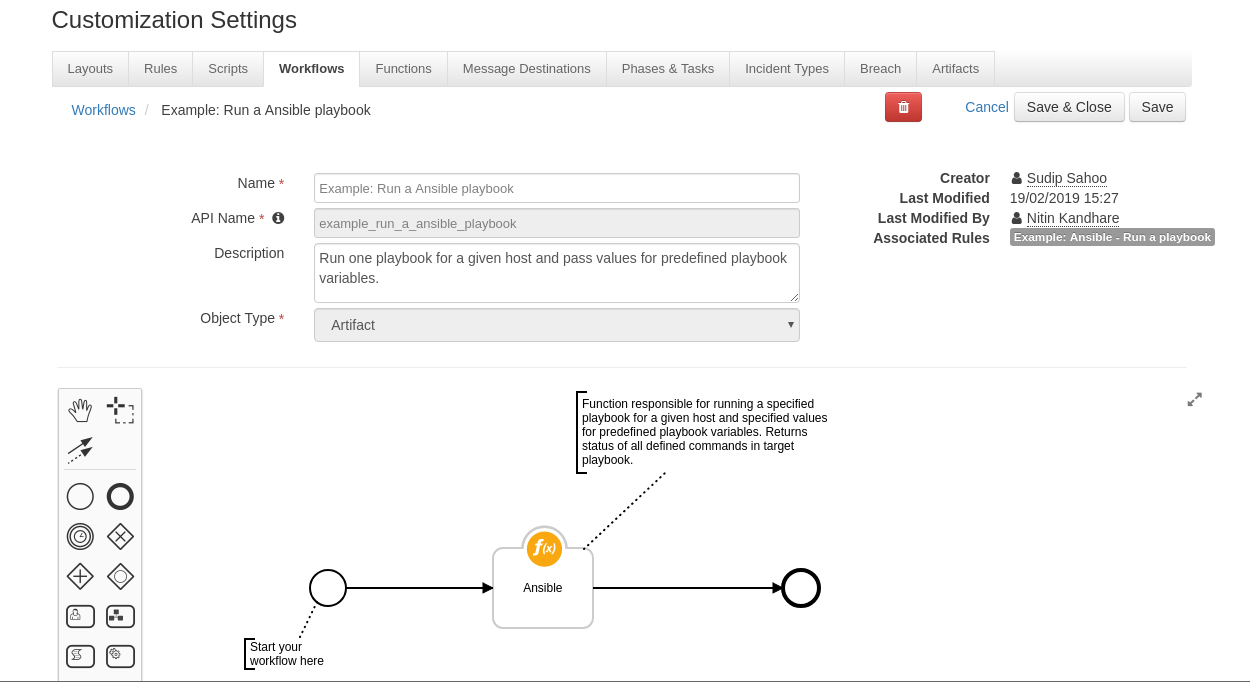 Customization Settings
Layouts Rules Scripts Workflows Functions Message Destinations Phases & Tasks Incident Types Breach Artifacts
Workflows / Example: Run a Ansible playbook Cancel Save & Close Save
Name * Example: Run a Ansible playbook
API Name * example_run_a_ansible_playbook
Description Run one playbook for a given host and pass values for predefined playbook
variables.
Object Type * Artifact
Creator Sudip Sahoo
Last Modified 19/02/2019 15:27
Last Modified By Nitin Kandhare
Associated Rules Example: Ansible - Run a playbook
Function responsible for running a specified
playbook for a given host and specified values
for predefined playbook variables. Returns
status of all defined commands in target
playbook.
f(x)
Ansible
Start your
workflow here